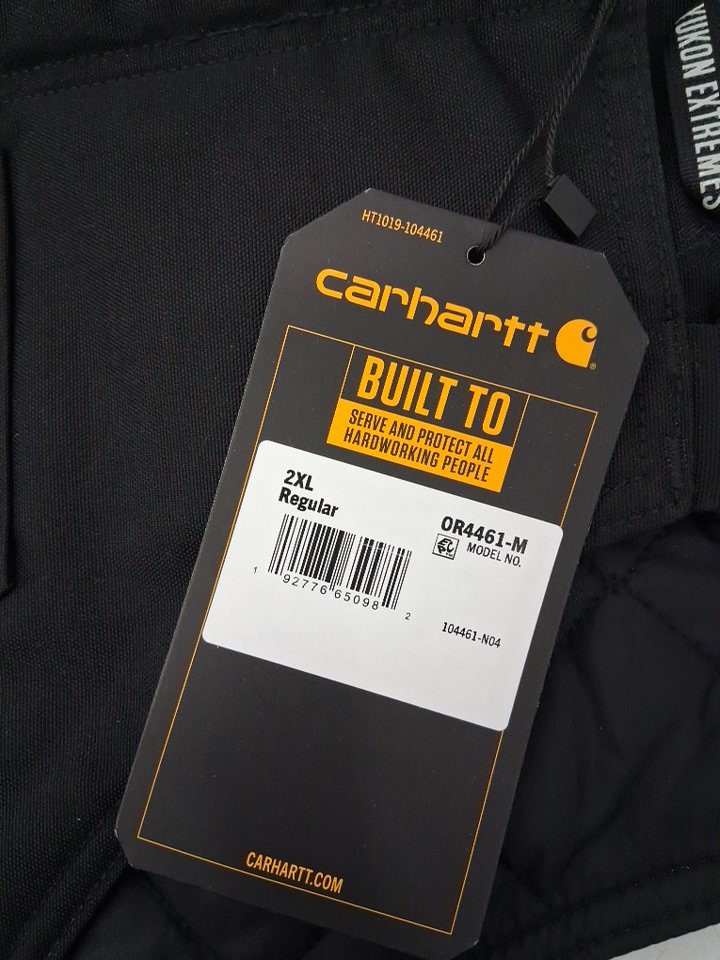 YUKON EXTREMES
HT1019-104461
carhartt
BUILT TO
SERVE AND PROTECT ALL
HARDWORKING PEOPLE
2XL
Regular
OR4461-M
MODEL NO.
1 92776 65098 2
104461-N04
CARHARTT.COM